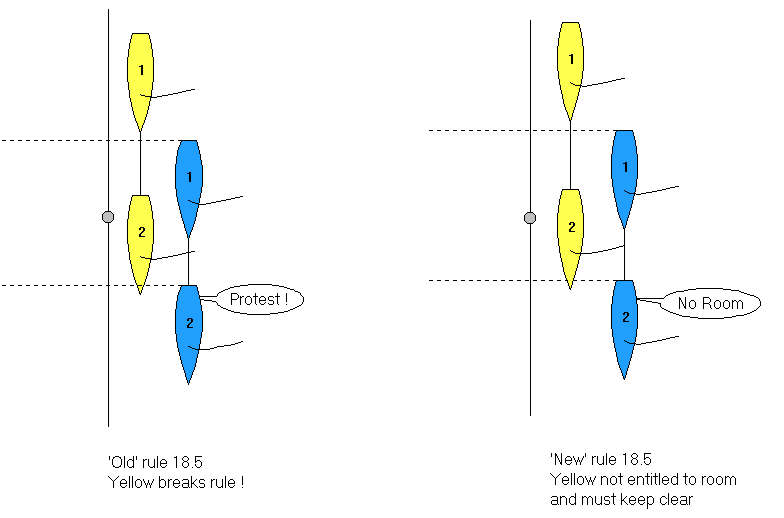 1
1
2
Protest !
2
'Old' rule 18.5
Yellow breaks rule !
1
1
2
No Room
2
'New' rule 18.5
Yellow not entitled to room
and must keep clear